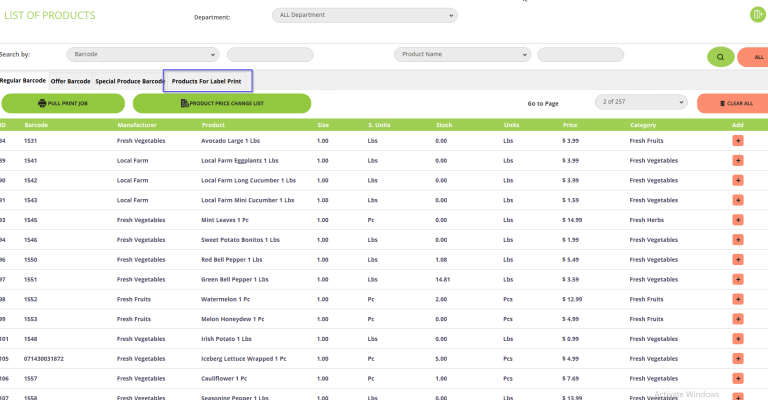 LIST OF PRODUCTS
Department: ALL Department
Search by: Barcode Product Name ALL
Regular Barcode Offer Barcode Special Produce Barcode Products For Label Print
PULL PRINT JOB PRODUCT PRICE CHANGE LIST Go to Page 2 of 257 CLEAR ALL
ID Barcode Manufacturer Product Size S. Units Stock Units Price Category Add
84 1531 Fresh Vegetables Avocado Large 1 Lbs 1.00 Lbs 0.00 Lbs $ 3.99 Fresh Fruits +
89 1541 Local Farm Local Farm Eggplants 1 Lbs 1.00 Lbs 0.00 Lbs $ 3.99 Fresh Vegetables +
90 1542 Local Farm Local Farm Long Cucumber 1 Lbs 1.00 Lbs 0.00 Lbs $ 3.99 Fresh Vegetables +
91 1543 Local Farm Local Farm Mini Cucumber 1 Lbs 1.00 Lbs 0.00 Lbs $ 1.59 Fresh Vegetables +
93 1545 Fresh Vegetables Mint Leaves 1 Pc 1.00 Pc 0.00 Lbs $ 14.99 Fresh Herbs +
94 1546 Fresh Vegetables Sweet Potato Bonitos 1 Lbs 1.00 Lbs 0.00 Lbs $ 1.99 Fresh Vegetables +
96 1550 Fresh Vegetables Red Bell Pepper 1 Lbs 1.00 Lbs 1.08 Lbs $ 5.49 Fresh Vegetables +
97 1551 Fresh Vegetables Green Bell Pepper 1 Lbs 1.00 Lbs 14.81 Lbs $ 3.59 Fresh Vegetables +
98 1552 Fresh Fruits Watermelon 1 Pc 1.00 Pc 2.00 Pcs $ 12.99 Fresh Fruits +
99 1553 Fresh Fruits Melon Honeydew 1 Pc 1.00 Pc 0.00 Pcs $ 4.99 Fresh Fruits +
101 1548 Fresh Vegetables Irish Potato 1 Lbs 1.00 Lbs 0.00 Lbs $ 0.99 Fresh Vegetables +
105 071430031872 Fresh Vegetables Iceberg Lettuce Wrapped 1 Pc 1.00 Pc 5.00 Pcs $ 4.99 Fresh Vegetables +
106 1557 Fresh Vegetables Cauliflower 1 Pc 1.00 Pc 1.00 Pcs $ 7.69 Fresh Vegetables +
107 1558 Fresh Vegetables Seasoning Pepper 1 Lbs 1.00 Lbs 0.00 Lbs $ 13.99 Fresh Vegetables +
Activate Windows